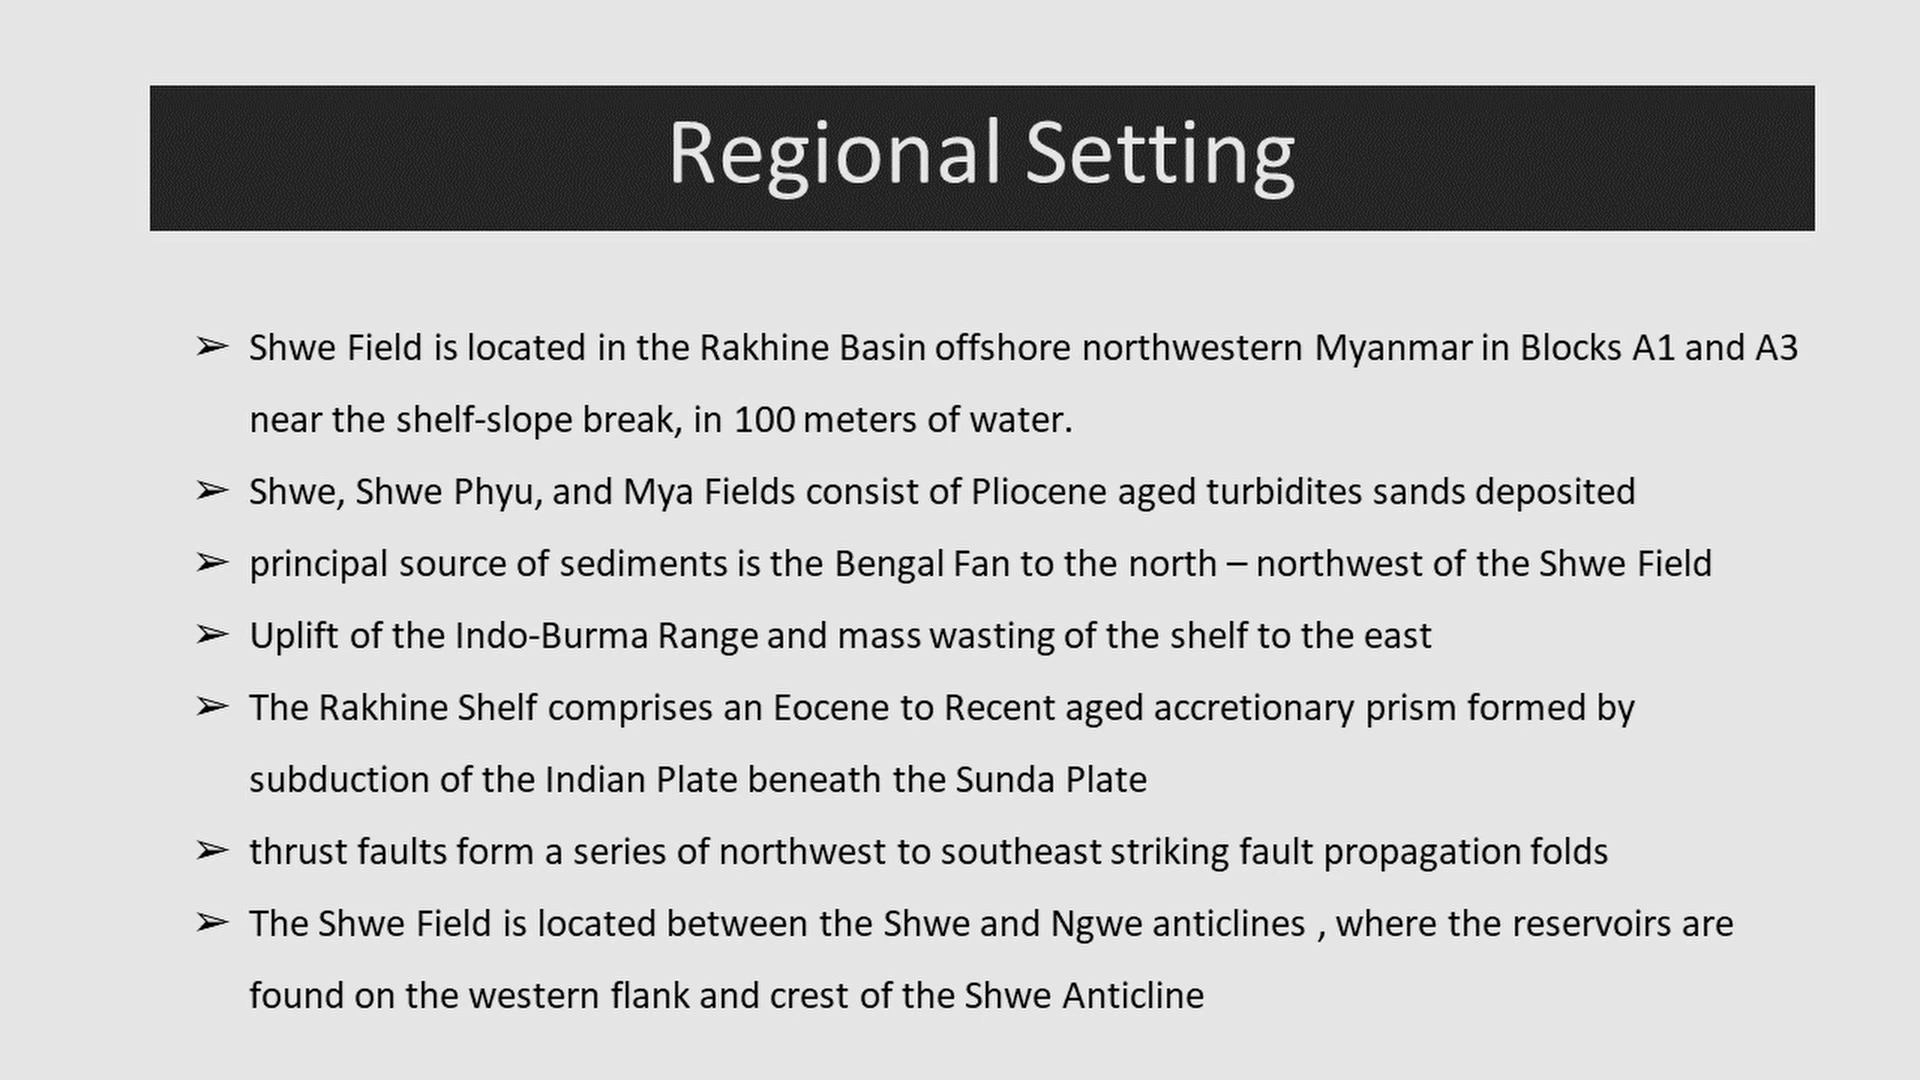 Regional Setting
➢ Shwe Field is located in the Rakhine Basin offshore northwestern Myanmar in Blocks A1 and A3
near the shelf-slope break, in 100 meters of water.
➢ Shwe, Shwe Phyu, and Mya Fields consist of Pliocene aged turbidites sands deposited
➢ principal source of sediments is the Bengal Fan to the north – northwest of the Shwe Field
➢ Uplift of the Indo-Burma Range and mass wasting of the shelf to the east
➢ The Rakhine Shelf comprises an Eocene to Recent aged accretionary prism formed by
subduction of the Indian Plate beneath the Sunda Plate
➢ thrust faults form a series of northwest to southeast striking fault propagation folds
➢ The Shwe Field is located between the Shwe and Ngwe anticlines , where the reservoirs are
found on the western flank and crest of the Shwe Anticline